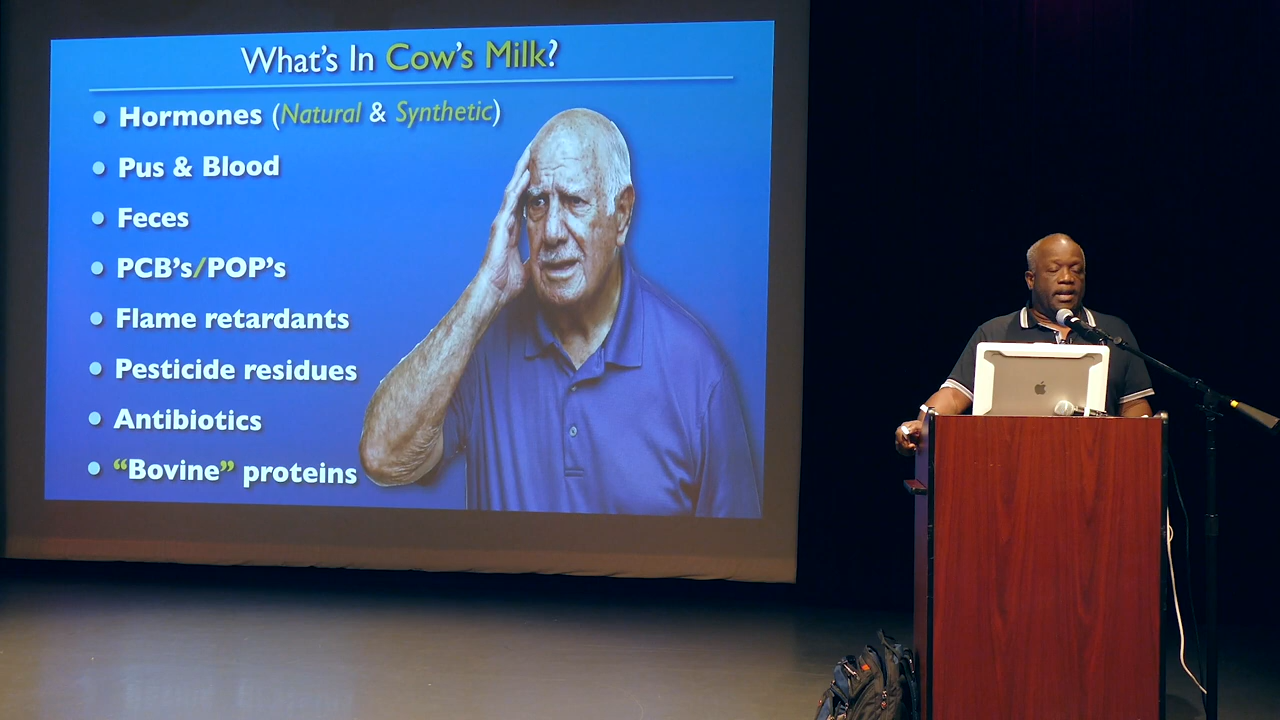 What's In Cow's Milk?
• Hormones (Natural & Synthetic)
• Pus & Blood
• Feces
• PCB's/POP's
• Flame retardants
• Pesticide residues
• Antibiotics
• “Bovine” proteins